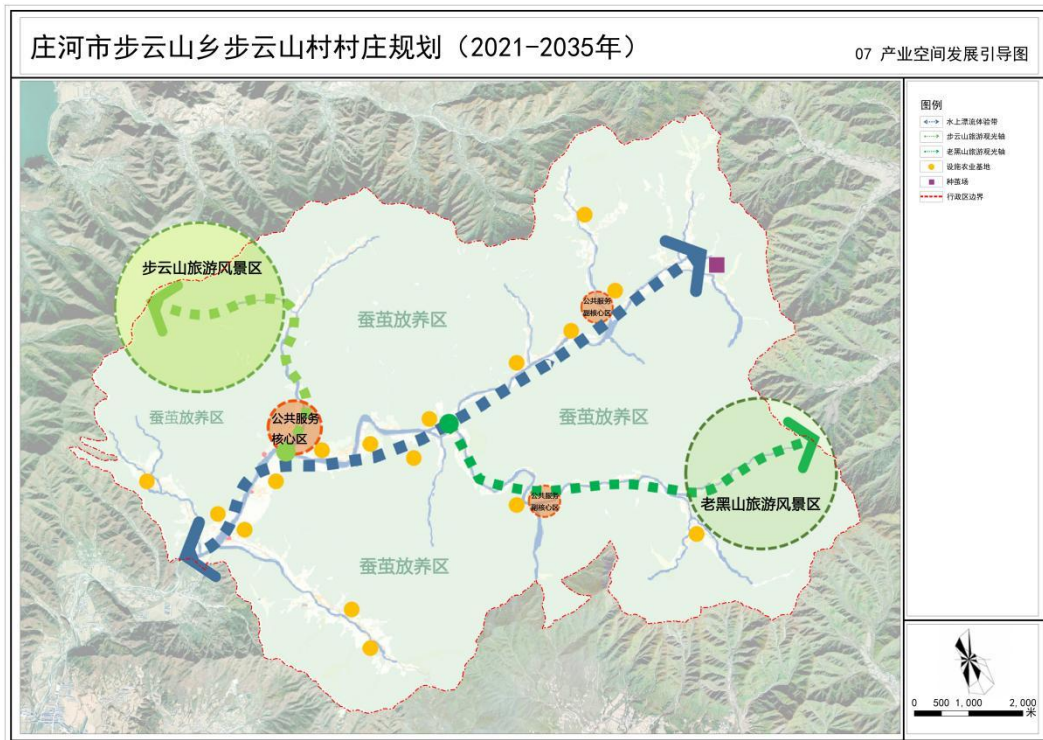 庄河市步云山乡步云山村村庄规划（2021-2035年）
07 产业空间发展引导图
图例
水上漂流体验带
步云山旅游观光轴
老黑山旅游观光轴
设施农业基地
种茧场
行政区边界
步云山旅游风景区
蚕茧放养区
公共服务
副核心区
蚕茧放养区
公共服务
核心区
蚕茧放养区
老黑山旅游风景区
公共服务
副核心区
蚕茧放养区
0 500 1,000 2,000
米